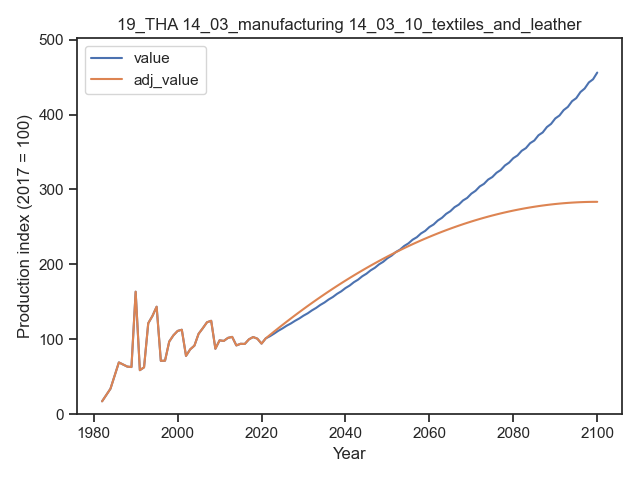 19_THA 14_03_manufacturing 14_03_10_textiles_and_leather
value
adj_value
Production index (2017 = 100)
500
400
300
200
100
0
1980 2000 2020 2040 2060 2080 2100
Year